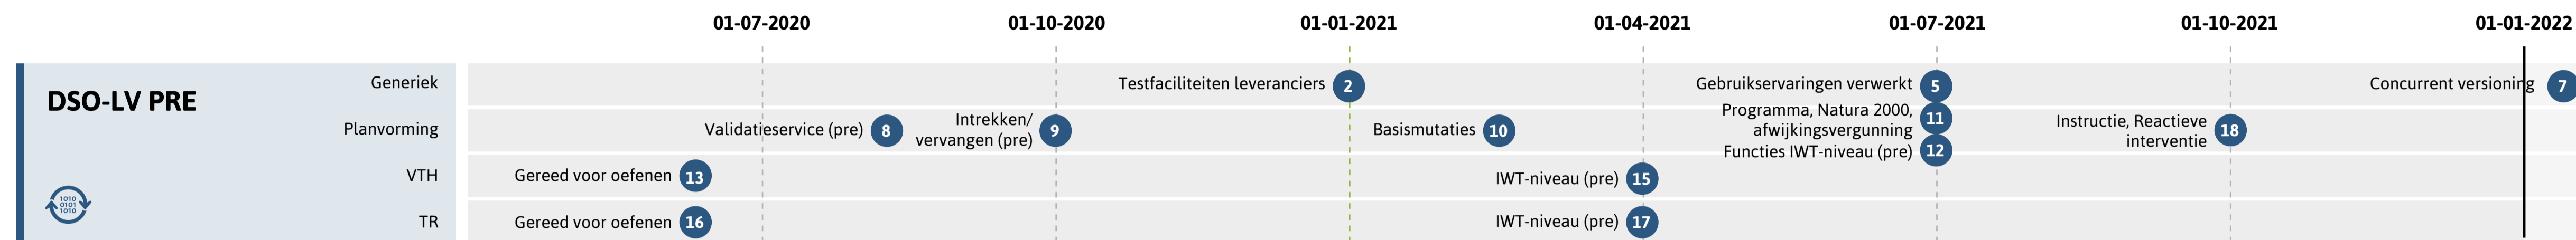 01-07-2020 01-10-2020 01-01-2021 01-04-2021 01-07-2021 01-10-2021 01-01-2022
DSO-LV PRE
Generiek
Testfaciliteiten leveranciers 2
Gebruikservaringen verwerkt 5
Concurrent versioning 7
Planvorming
Validatieservice (pre) 8
Intrekken/
vervangen (pre) 9
Basismutaties 10
Programma, Natura 2000,
afwijkingsvergunning 11
Functies IWT-niveau (pre) 12
Instructie, Reactieve
interventie 18
VTH
Gereed voor oefenen 13
IWT-niveau (pre) 15
1010
0101
1010
TR
Gereed voor oefenen 16
IWT-niveau (pre) 17